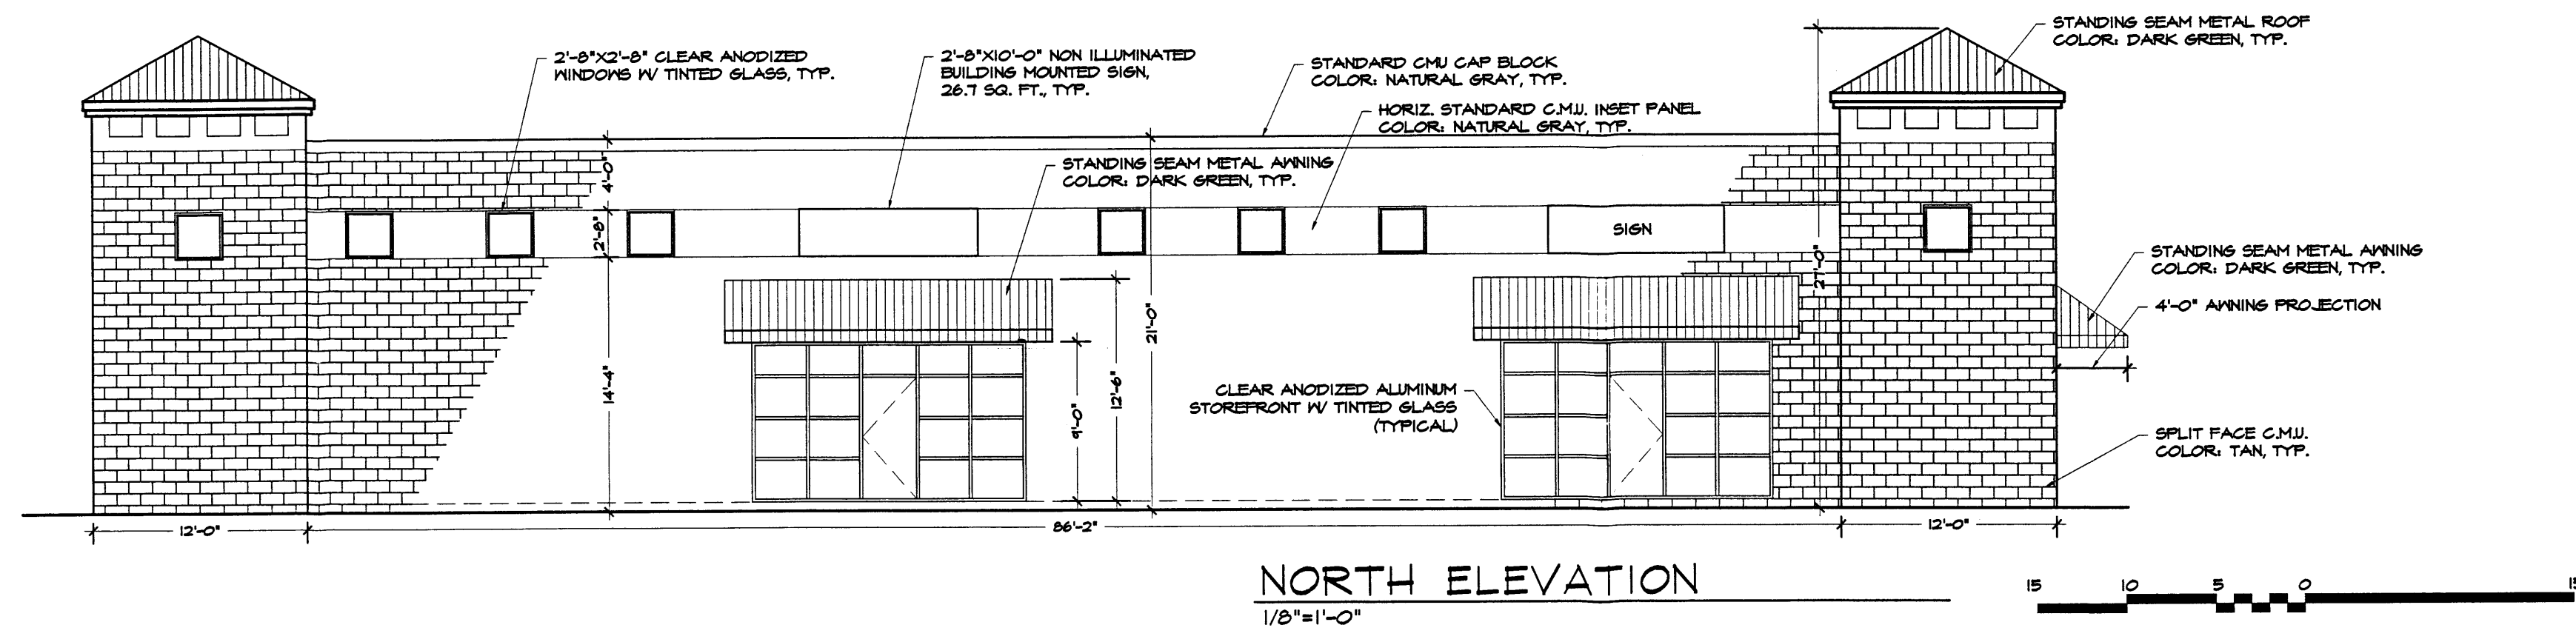 2'-8"X2'-8" CLEAR ANODIZED
WINDOWS W/ TINTED GLASS, TYP.
2'-8"X10'-0" NON ILLUMINATED
BUILDING MOUNTED SIGN,
26.7 SQ. FT., TYP.
STANDARD CMU CAP BLOCK
COLOR: NATURAL GRAY, TYP.
HORIZ. STANDARD C.M.U. INSET PANEL
COLOR: NATURAL GRAY, TYP.
STANDING SEAM METAL ROOF
COLOR: DARK GREEN, TYP.
STANDING SEAM METAL AWNING
COLOR: DARK GREEN, TYP.
4'-0"
2'-8"
14'-4"
SIGN
21'-0"
27'-0"
9'-0"
12'-6"
STANDING SEAM METAL AWNING
COLOR: DARK GREEN, TYP.
4'-0" AWNING PROJECTION
CLEAR ANODIZED ALUMINUM
STOREFRONT W/ TINTED GLASS
(TYPICAL)
SPLIT FACE C.M.U.
COLOR: TAN, TYP.
12'-0"
86'-2"
12'-0"
NORTH ELEVATION
1/8"=1'-0"
15 10 5 0